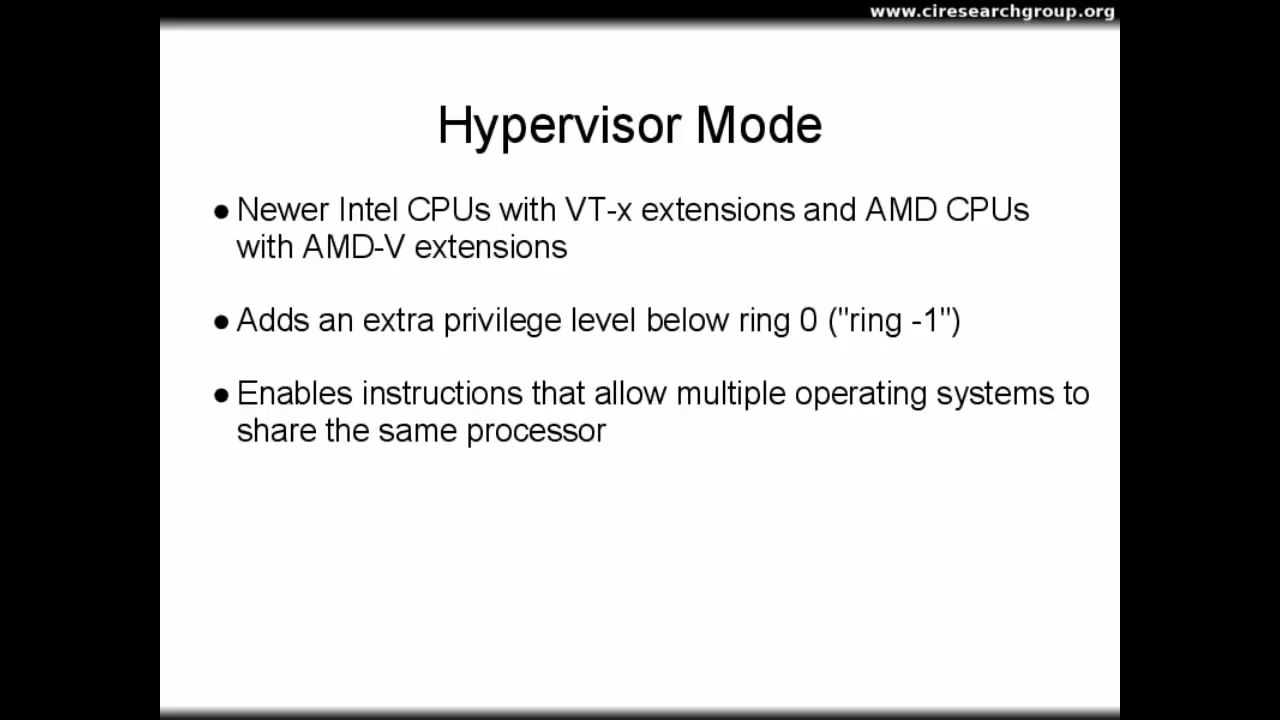 www.ciresearchgroup.org
Hypervisor Mode
● Newer Intel CPUs with VT-x extensions and AMD CPUs
with AMD-V extensions
● Adds an extra privilege level below ring 0 ("ring -1")
● Enables instructions that allow multiple operating systems to
share the same processor